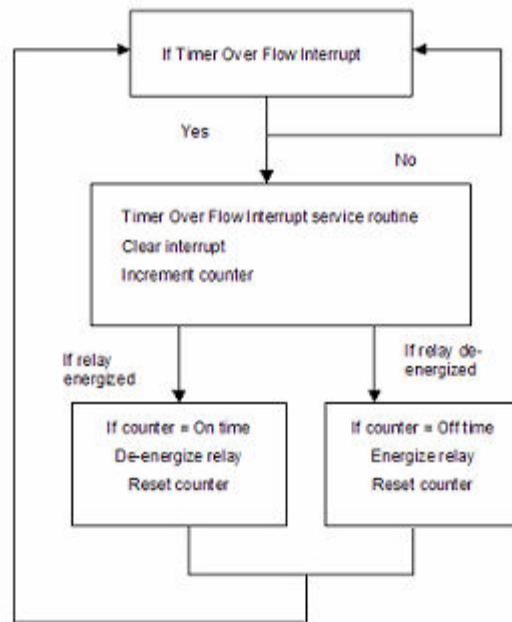 If Timer Over Flow Interrupt
Yes
No
Timer Over Flow Interrupt service routine
Clear interrupt
Increment counter
If relay
energized
If relay de-
energized
If counter = On time
De-energize relay
Reset counter
If counter = Off time
Energize relay
Reset counter